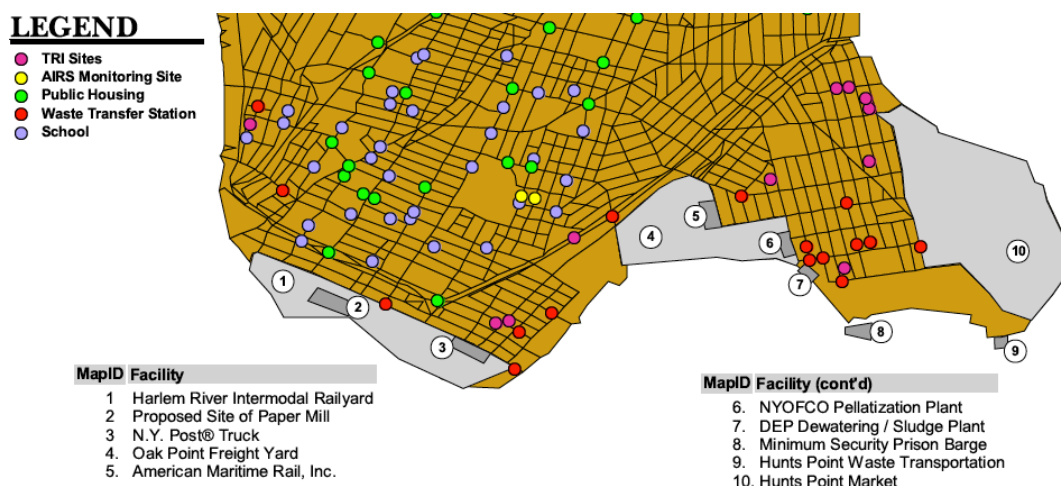 LEGEND
TRI Sites
AIRS Monitoring Site
Public Housing
Waste Transfer Station
School
1
2
3
4
5
6
7
8
9
10
MapID Facility
1 Harlem River Intermodal Railyard
2 Proposed Site of Paper Mill
3 N.Y. Post® Truck
4. Oak Point Freight Yard
5. American Maritime Rail, Inc.
MapID Facility (cont'd)
6. NYOFCO Pellatization Plant
7. DEP Dewatering / Sludge Plant
8. Minimum Security Prison Barge
9. Hunts Point Waste Transportation
10. Hunts Point Market